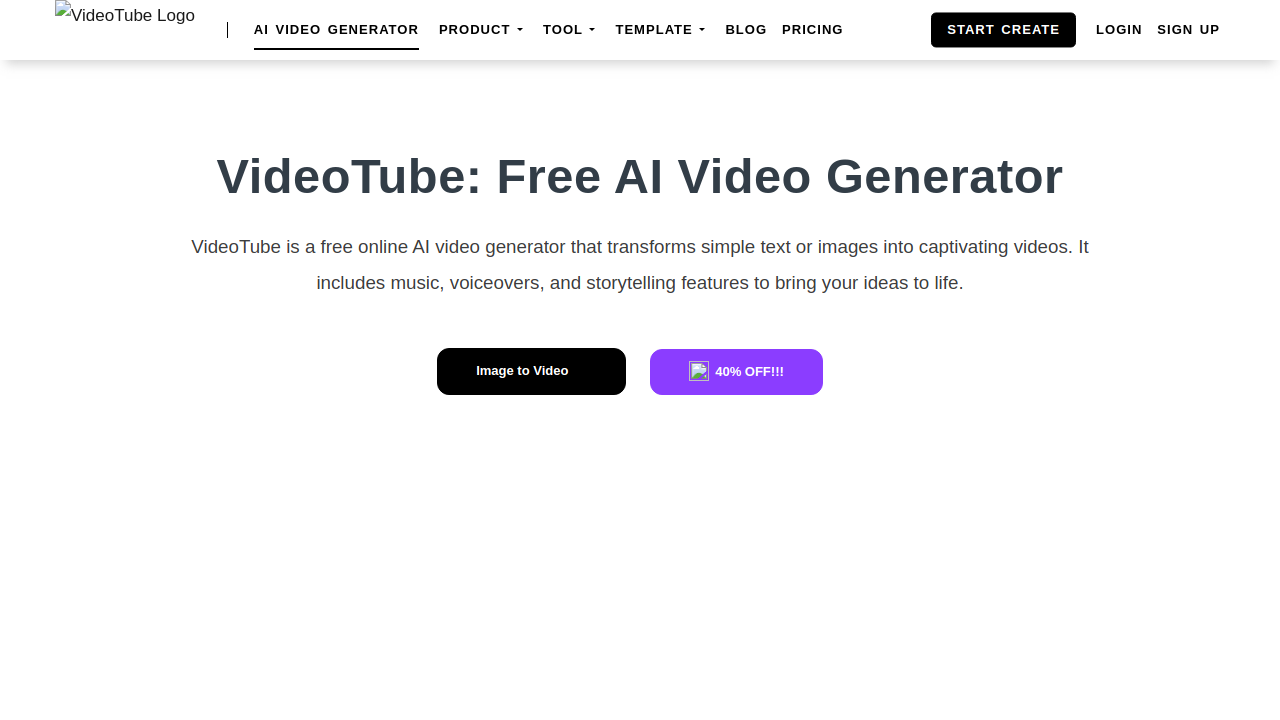 VideoTube Logo
AI VIDEO GENERATOR PRODUCT TOOL TEMPLATE BLOG PRICING START CREATE LOGIN SIGN UP
VideoTube: Free AI Video Generator
VideoTube is a free online AI video generator that transforms simple text or images into captivating videos. It
includes music, voiceovers, and storytelling features to bring your ideas to life.
Image to Video
40% OFF!!!